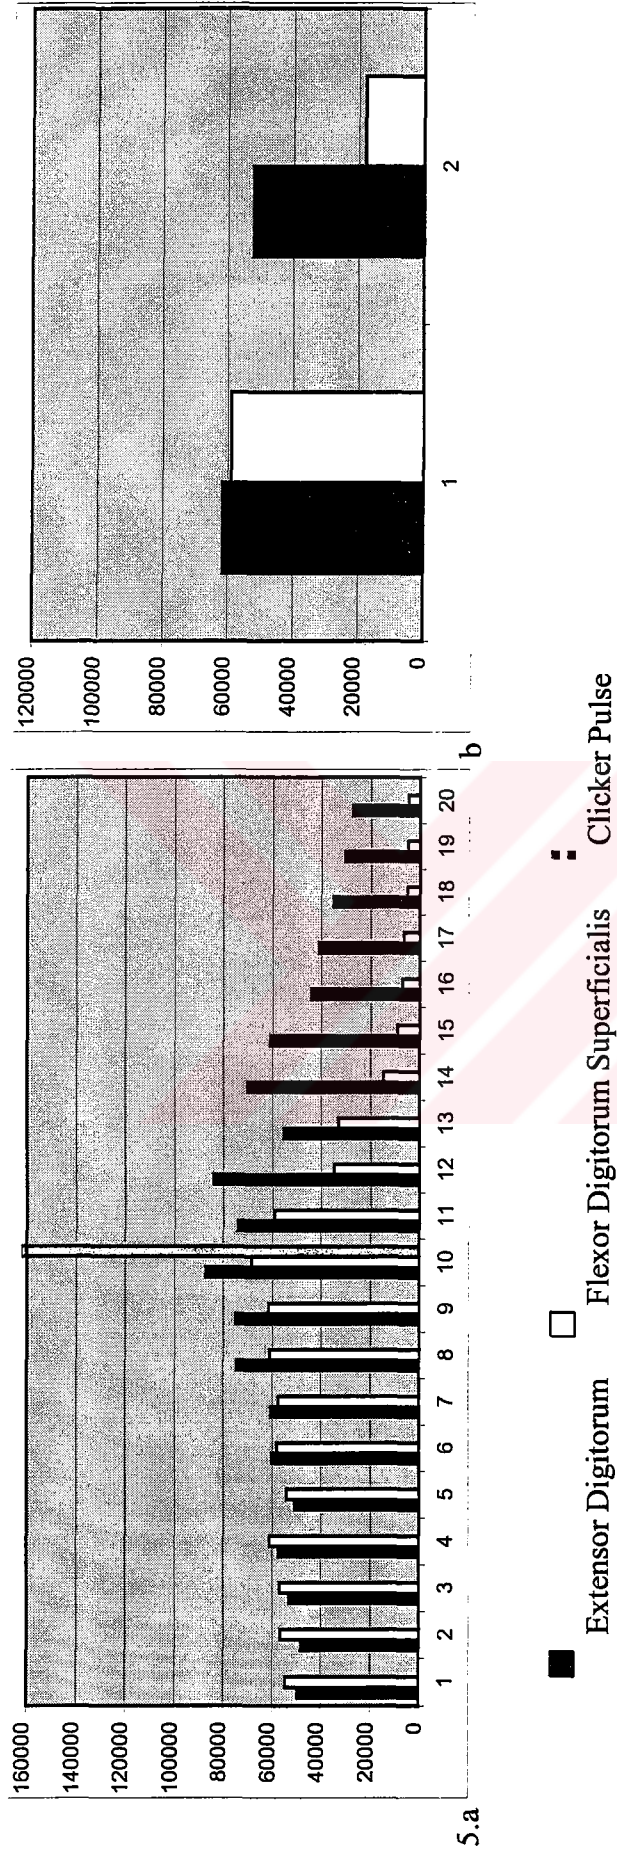 160000
140000
120000
100000
80000
60000
40000
20000
0
1 2 3 4 5 6 7 8 9 10 11 12 13 14 15 16 17 18 19 20
5.a
120000
100000
80000
60000
40000
20000
0
1 2
b
Extensor Digitorum
Flexor Digitorum Superficialis
Clicker Pulse